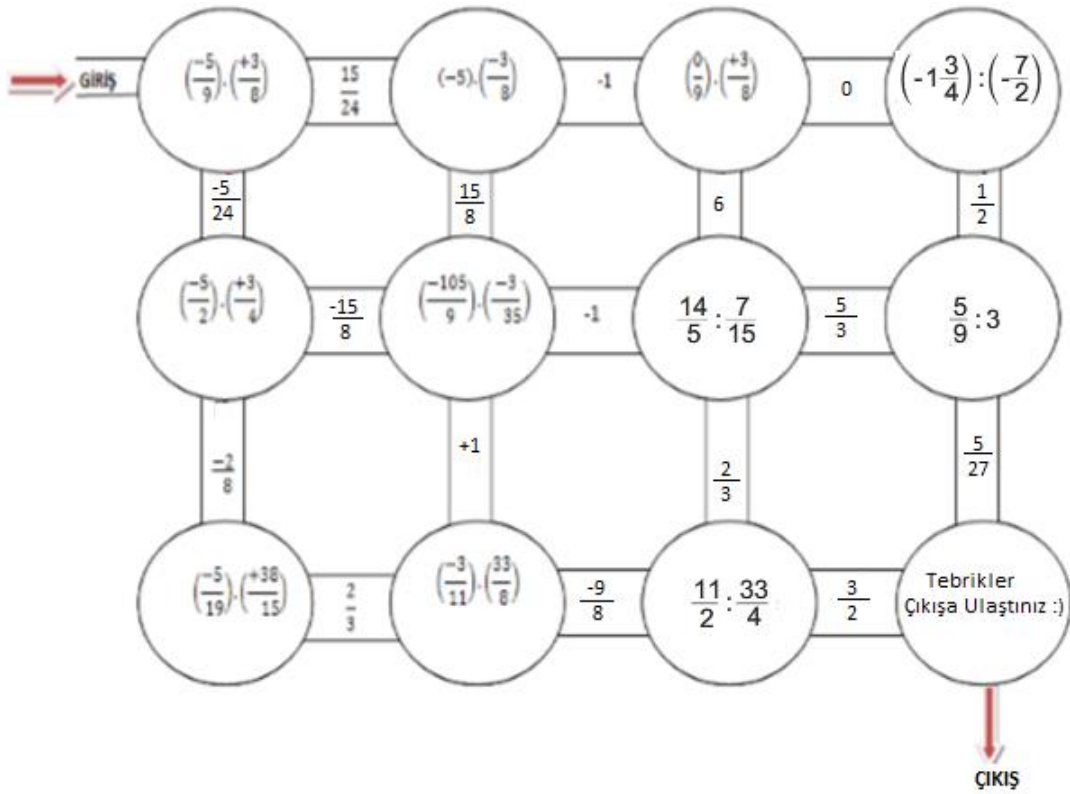 GİRİŞ (-5/9).(+3/8) 15/24 (-5).(-3/8) -1 (0/9).(+3/8) 0 (-1 3/4):(-7/2)
-5/24 15/8 6 1/2
(-5/2).(+3/4) -15/8 (-105/9).(-3/35) -1 14/5:7/15 5/3 5/9:3
-2/8 +1 2/3 5/27
(-5/19).(+38/15) 2/3 (-3/11).(33/8) -9/8 11/2:33/4 3/2 Tebrikler
Çıkışa Ulaştınız :)
ÇIKIŞ